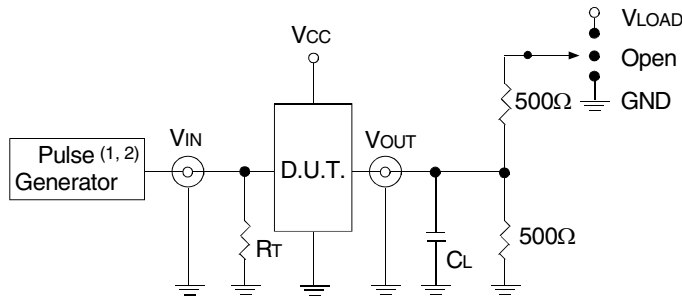 VLOAD
Open
GND
VCC
500Ω
VIN
VOUT
Pulse (1, 2)
Generator
D.U.T.
RT
CL
500Ω